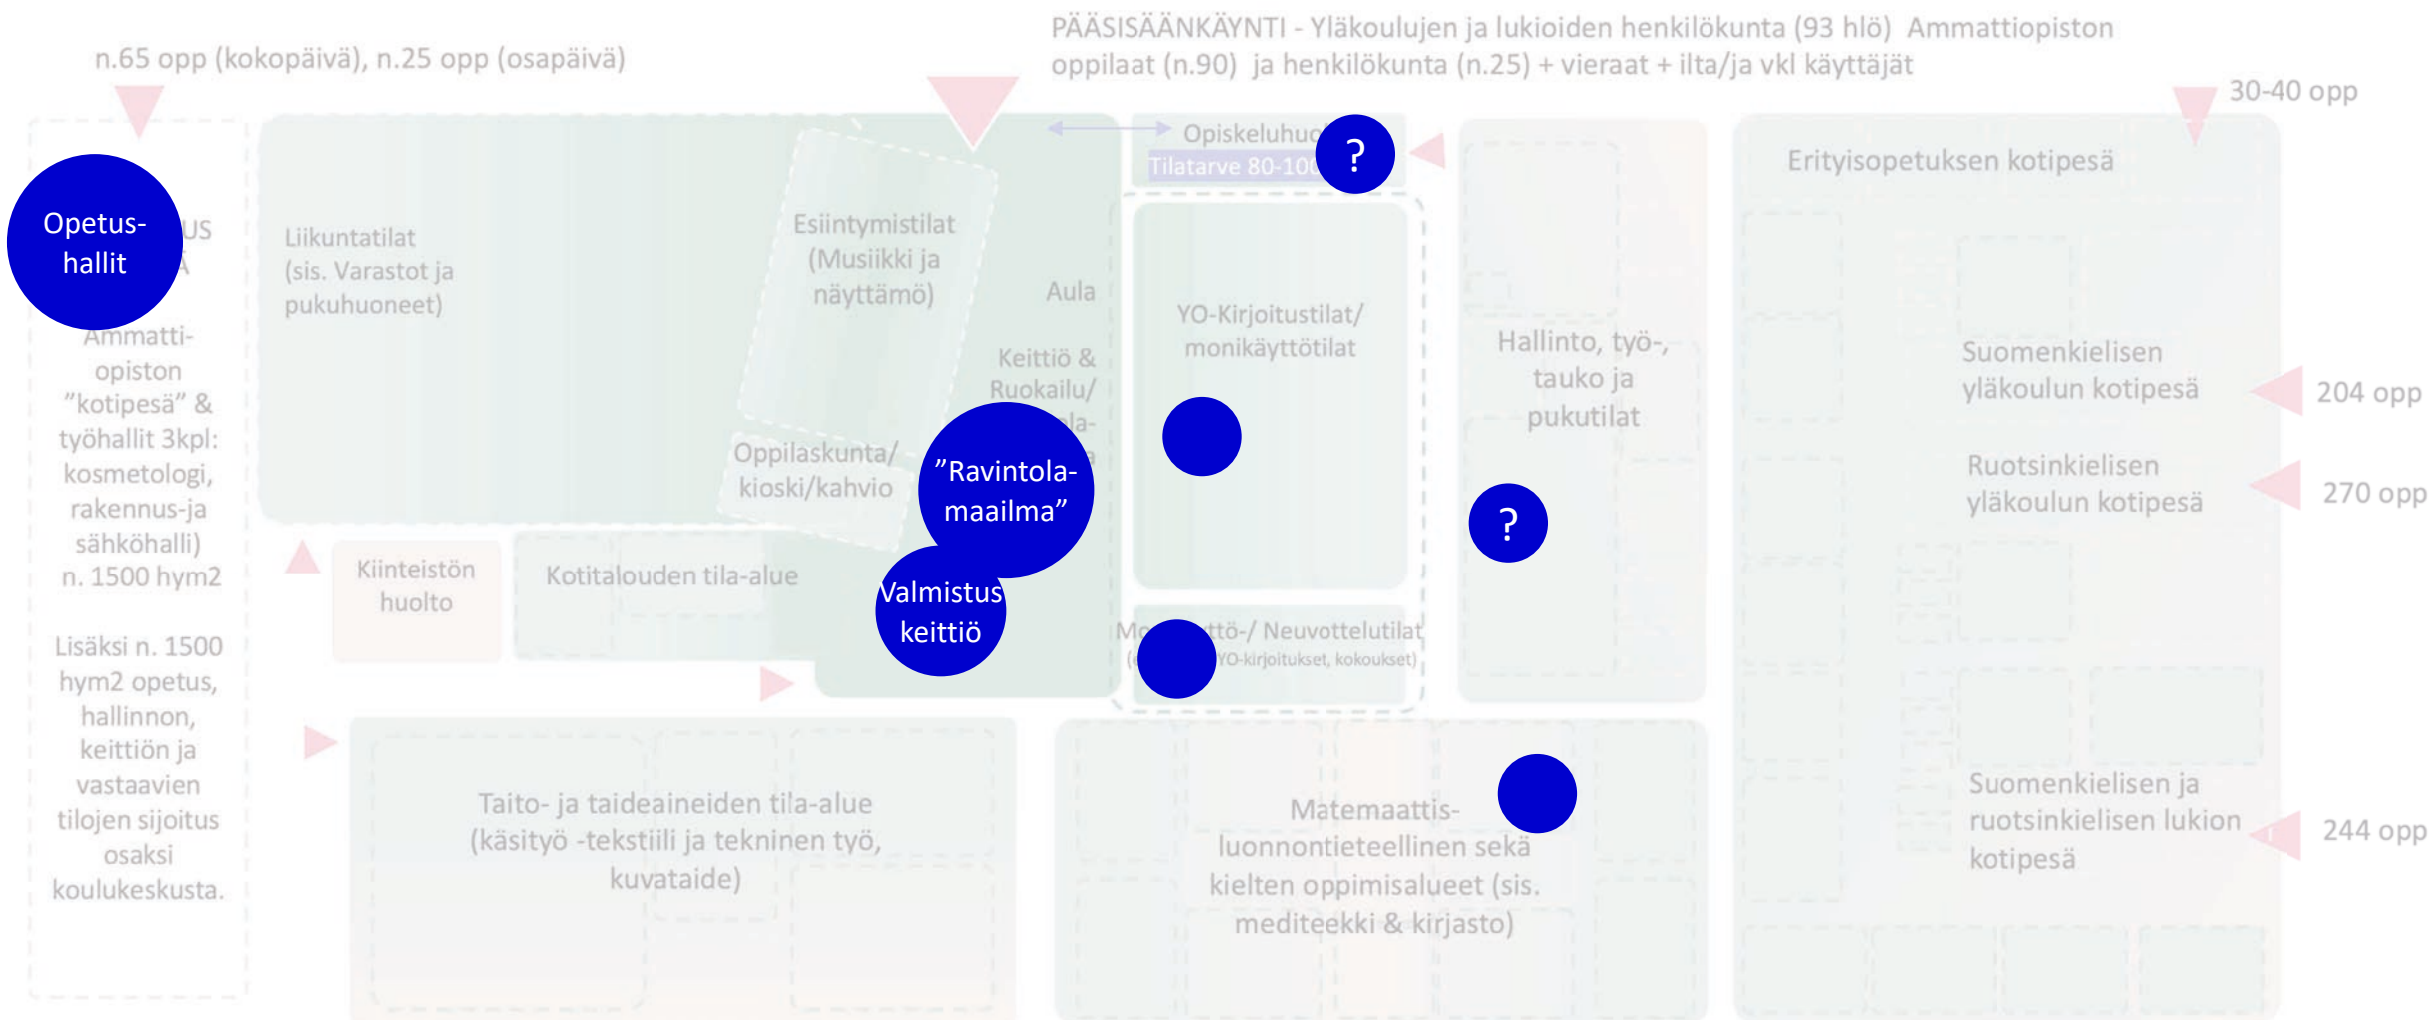 PÄÄSISÄÄNKÄYNTI - Yläkoulujen ja lukioiden henkilökunta (93 hlö) Ammattiopiston
oppilaat (n.90) ja henkilökunta (n.25) + vieraat + ilta/ja vkl käyttäjät
n.65 opp (kokopäivä), n.25 opp (osapäivä)
30-40 opp
Opetus-
hallit
US
Ä
Ammatti-
opiston
"kotipesä" &
työhallit 3kpl:
kosmetologi,
rakennus-ja
sähköhalli)
n. 1500 hym2
Lisäksi n. 1500
hym2 opetus,
hallinnon,
keittiön ja
vastaavien
tilojen sijoitus
osaksi
koulukeskusta.
Liikuntatilat
(sis. Varastot ja
pukuhuoneet)
Esiintymistilat
(Musiikki ja
näyttämö)
Aula
Keittiö &
Ruokailu/
Oppilaskunta/
kioski/kahvio
"Ravintola-
maailma"
Valmistus
keittiö
Kiinteistön
huolto
Kotitalouden tila-alue
Opiskeluhuo
Tilatarve 80-100
?
YO-Kirjoitustilat/
monikäyttötilat
ttö-/ Neuvottelutilat
YO-kirjoitukset, kokoukset)
Hallinto, työ-,
tauko ja
pukutilat
?
Erityisopetuksen kotipesä
Suomenkielisen
yläkoulun kotipesä
204 opp
Ruotsinkielisen
yläkoulun kotipesä
270 opp
Suomenkielisen ja
ruotsinkielisen lukion
kotipesä
244 opp
Taito- ja taideaineiden tila-alue
(käsityö -tekstiili ja tekninen työ,
kuvataide)
Matemaattis-
luonnontieteellinen sekä
kielten oppimisalueet (sis.
mediteekki & kirjasto)